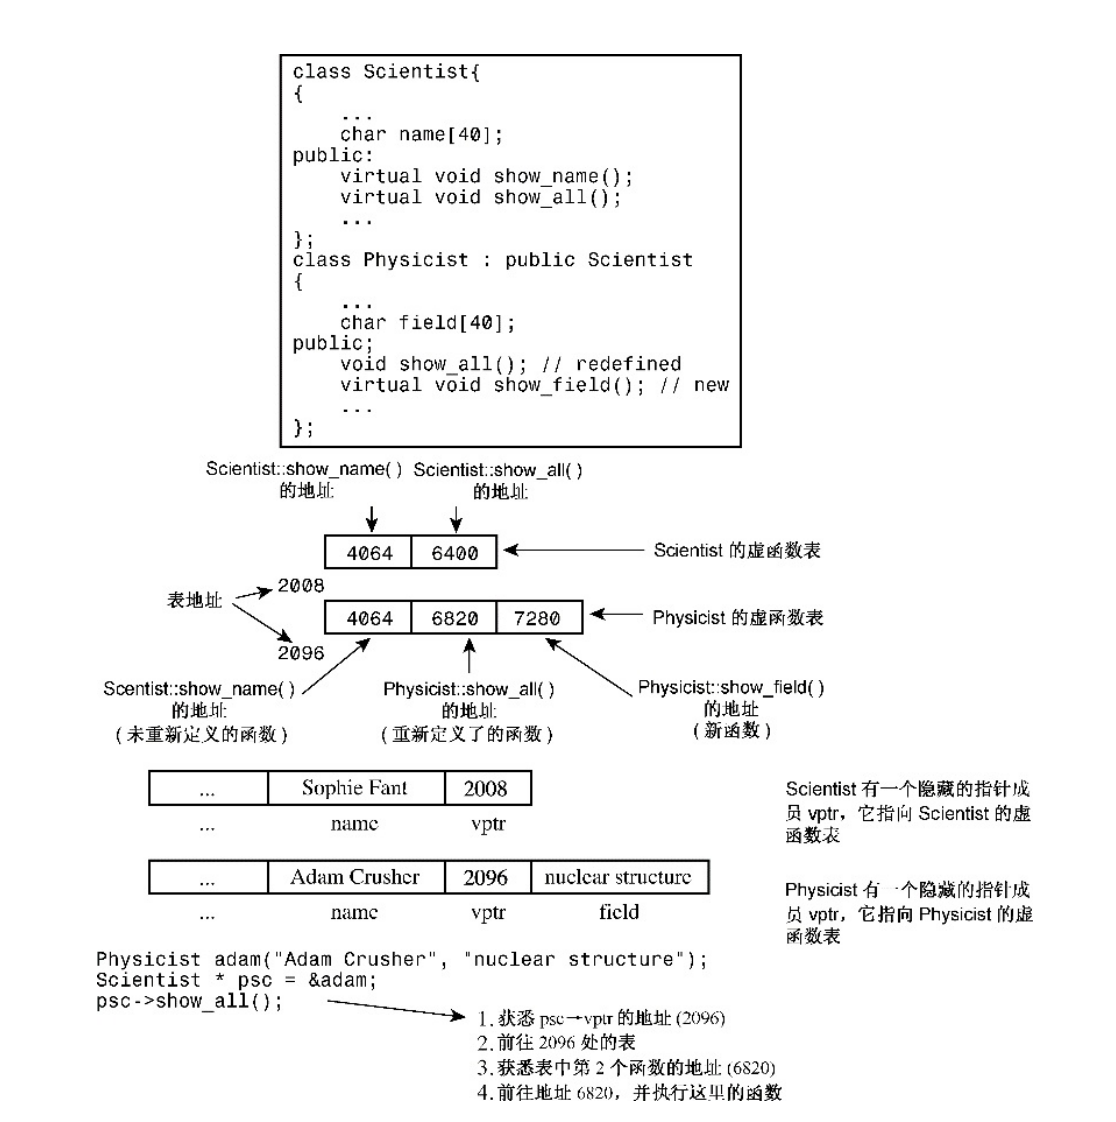 class Scientist{
{
...
char name[40];
public:
virtual void show_name();
virtual void show_all();
...
};
class Physicist : public Scientist
{
...
char field[40];
public;
void show_all(); // redefined
virtual void show_field(); // new
...
};
Scientist::show_name( ) Scientist::show_all( )
的地址 的地址
4064 6400 Scientist 的虚函数表
表地址 2008
4064 6820 7280 Physicist 的虚函数表
2096
Scentist::show_name( ) Physicist::show_all( ) Physicist::show_field( )
的地址 的地址 的地址
( 未重新定义的函数 ) ( 重新定义了的函数 ) ( 新函数 )
... Sophie Fant 2008
... name vptr
Scientist 有一个隐藏的指针成
员 vptr，它指向 Scientist 的虚
函数表
... Adam Crusher 2096 nuclear structure
... name vptr field
Physicist 有一个隐藏的指针成
员 vptr，它指向 Physicist 的虚
函数表
Physicist adam("Adam Crusher", "nuclear structure");
Scientist * psc = &adam;
psc->show_all();
1. 获悉 psc→vptr 的地址 (2096)
2. 前往 2096 处的表
3. 获悉表中第 2 个函数的地址 (6820)
4. 前往地址 6820，并执行这里的函数